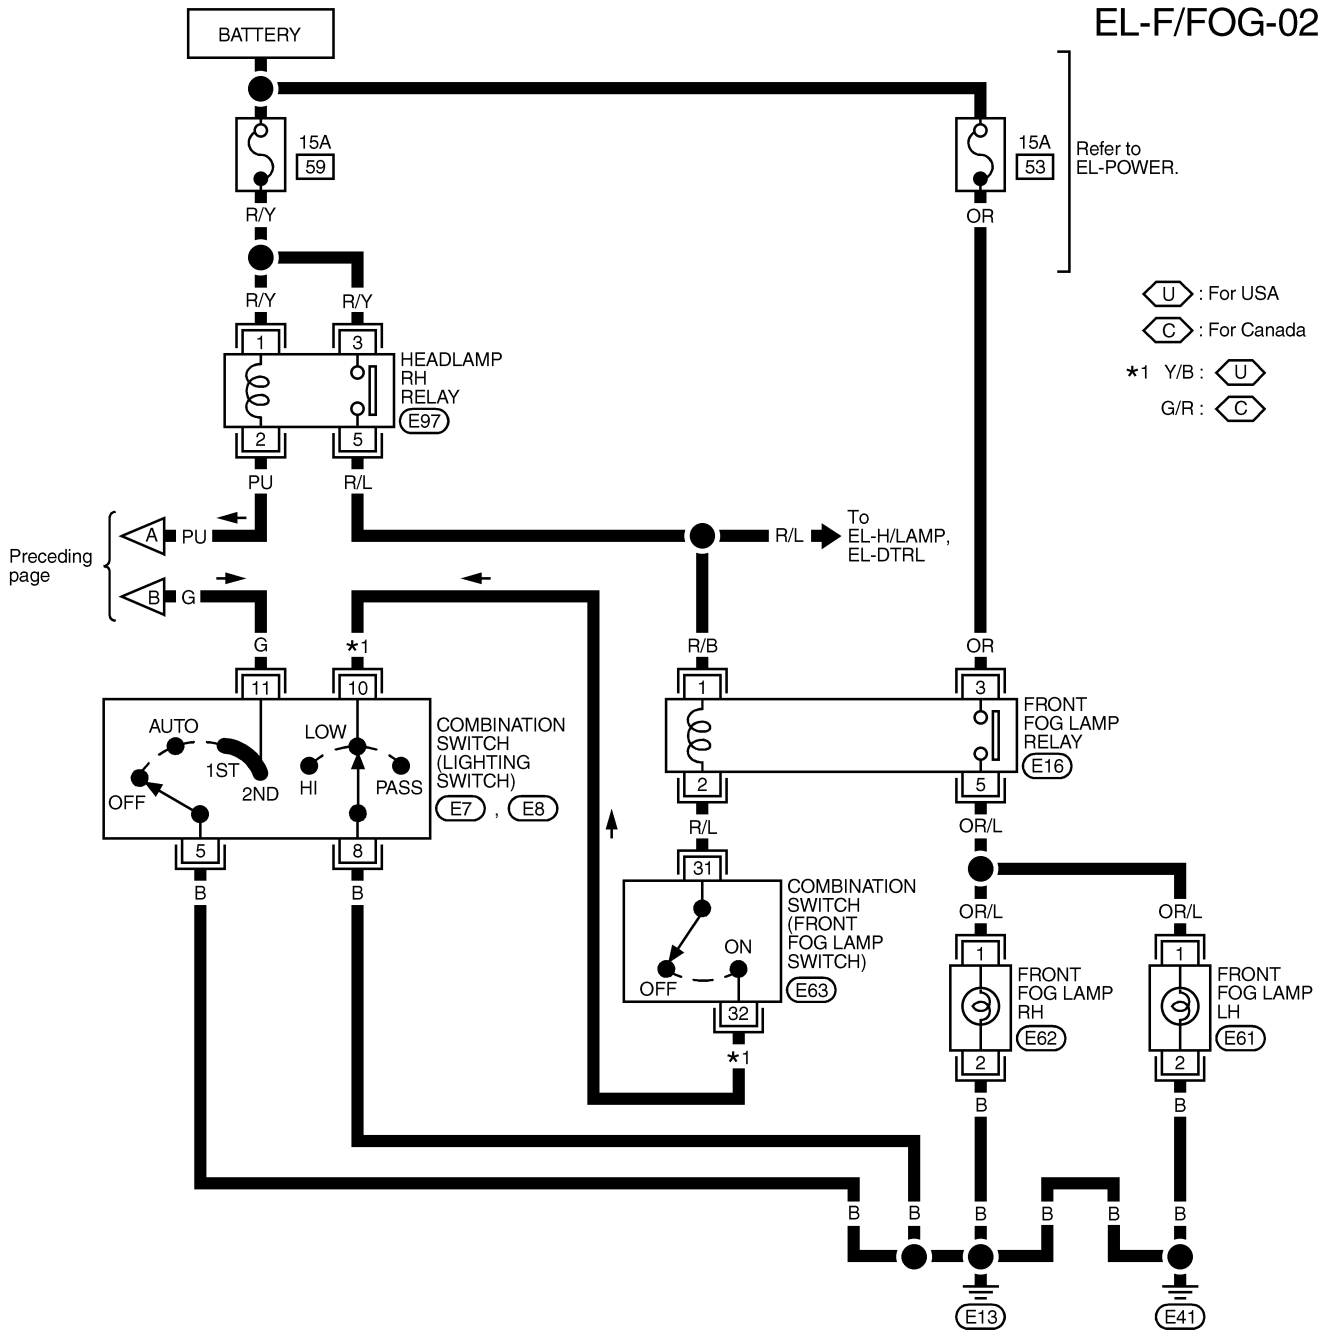 EL-F/FOG-02
BATTERY
15A
59
15A
53
Refer to
EL-POWER.
R/Y
OR
R/Y
R/Y
U : For USA
C : For Canada
*1 Y/B : U
G/R : C
1
3
HEADLAMP
RH
RELAY
E97
2
5
PU
R/L
Preceding
page
A
PU
B
G
R/L
To
EL-H/LAMP,
EL-DTRL
G
*1
R/B
OR
11
10
1
3
AUTO
LOW
1ST
2ND
OFF
HI
PASS
COMBINATION
SWITCH
(LIGHTING
SWITCH)
E7 , E8
FRONT
FOG LAMP
RELAY
E16
2
5
5
8
R/L
OR/L
B
B
31
COMBINATION
SWITCH
(FRONT
FOG LAMP
SWITCH)
E63
ON
OFF
32
*1
OR/L
OR/L
1
1
FRONT
FOG LAMP
RH
E62
FRONT
FOG LAMP
LH
E61
2
2
B
B
B
B
B
B
B
B
E13
E41